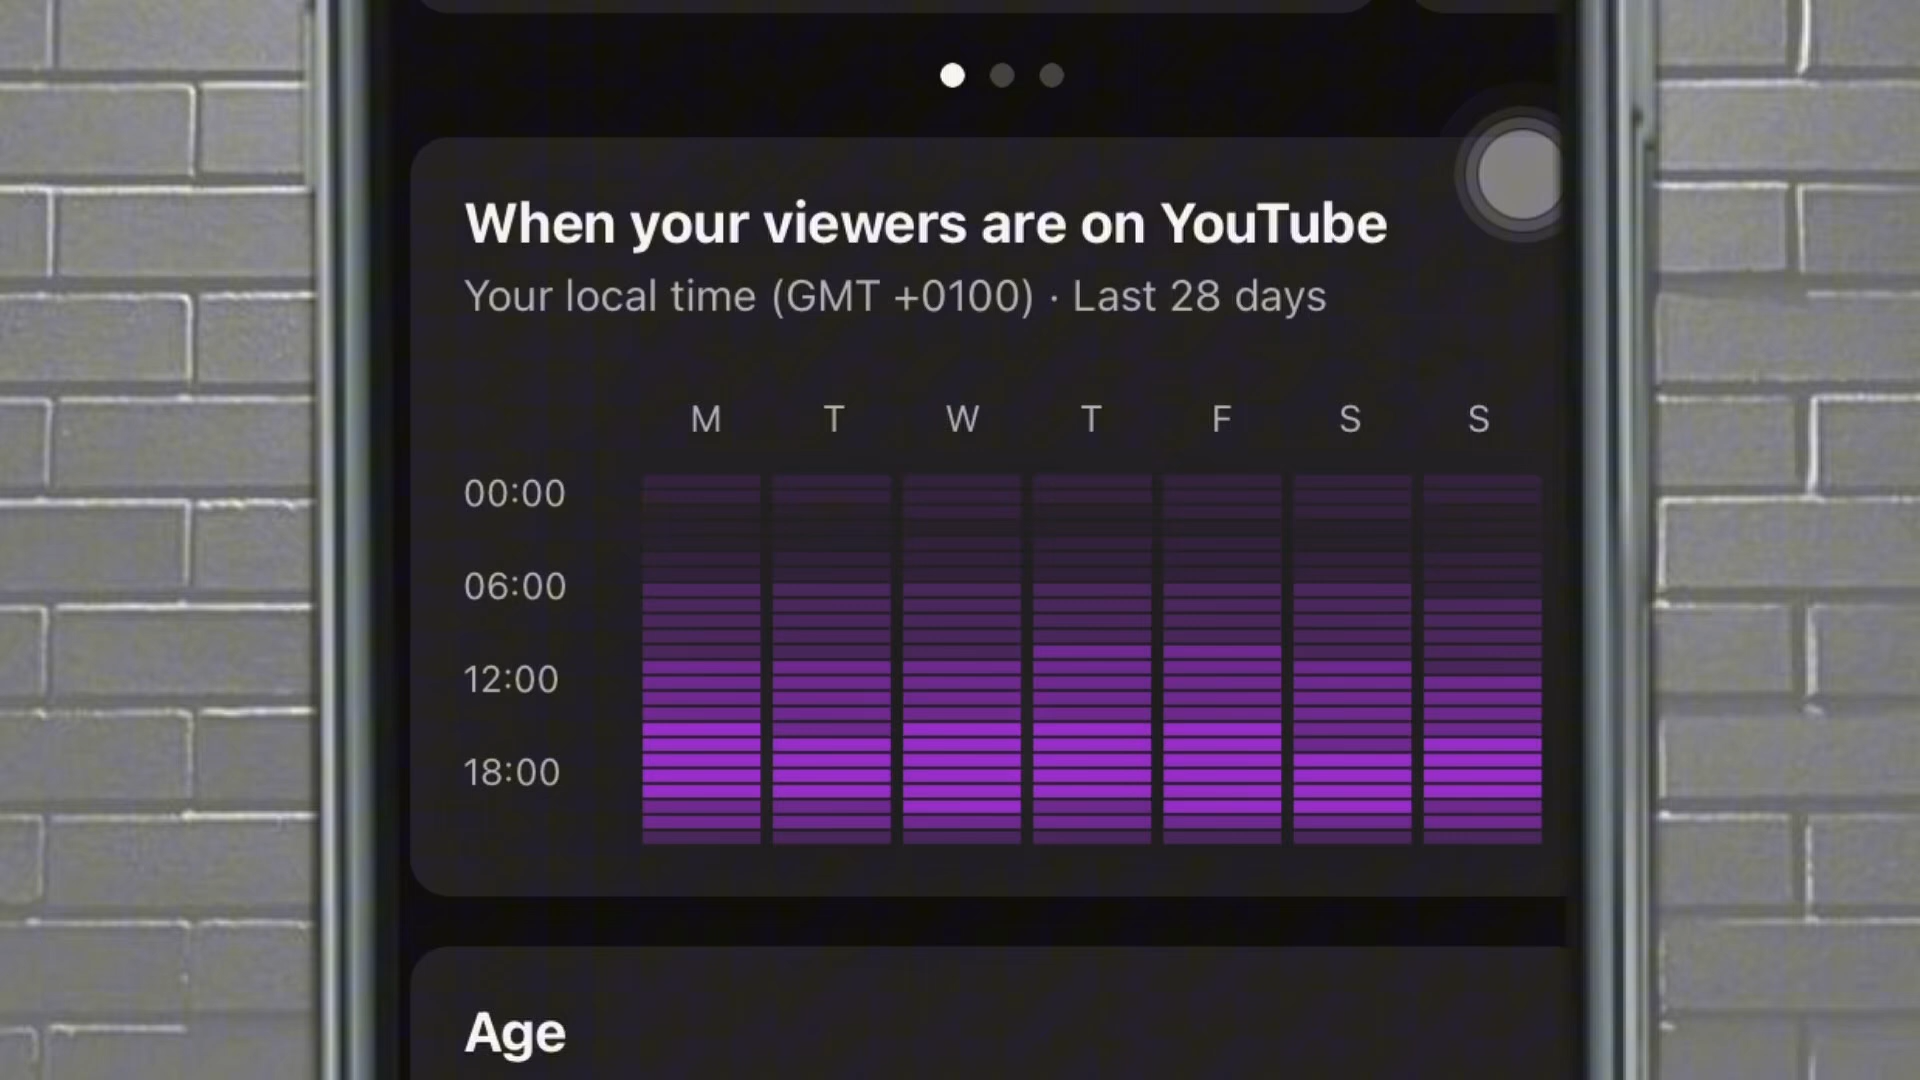 When your viewers are on YouTube
Your local time (GMT +0100) · Last 28 days
M T W T F S S
00:00
06:00
12:00
18:00
Age